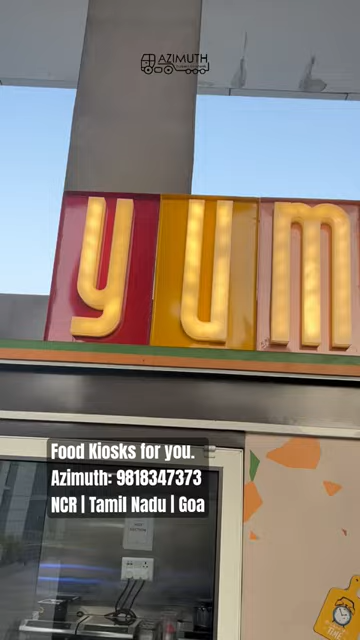 AZIMUTH
yum
Food Kiosks for you.
Azimuth: 9818347373
NCR | Tamil Nadu | Goa